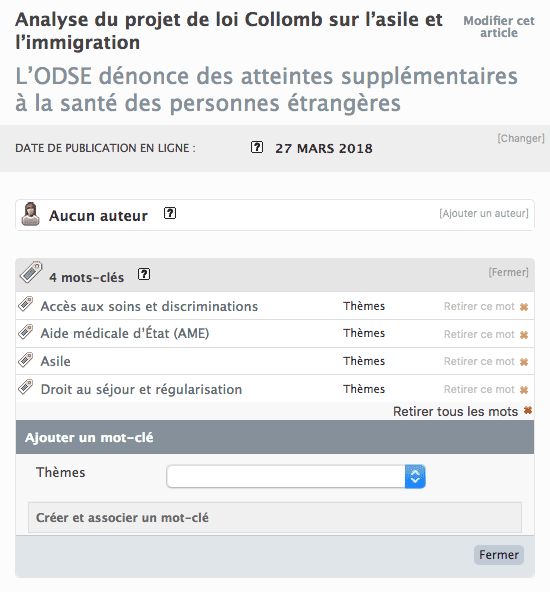 Analyse du projet de loi Collomb sur l’asile et
l’immigration
Modifier cet
article
L’ODSE dénonce des atteintes supplémentaires
à la santé des personnes étrangères
[Changer]
DATE DE PUBLICATION EN LIGNE : ? 27 MARS 2018
Aucun auteur ? [Ajouter un auteur]
4 mots-clés ? [Fermer]
Accès aux soins et discriminations Thèmes Retirer ce mot
Aide médicale d’État (AME) Thèmes Retirer ce mot
Asile Thèmes Retirer ce mot
Droit au séjour et régularisation Thèmes Retirer ce mot
Retirer tous les mots
Ajouter un mot-clé
Thèmes
Créer et associer un mot-clé
Fermer